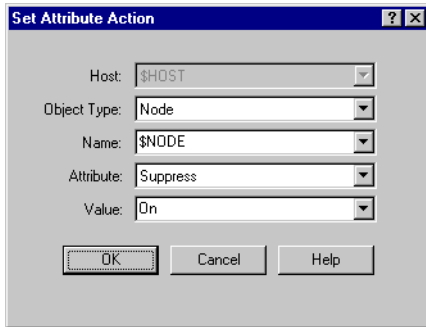 Set Attribute Action
Host: $HOST
Object Type: Node
Name: $NODE
Attribute: Suppress
Value: On
OK Cancel Help